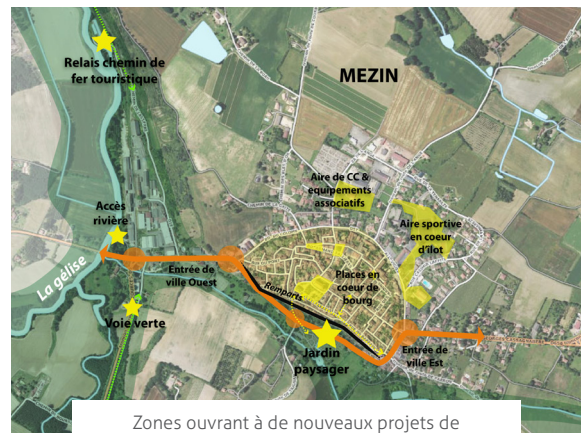 Relais chemin de
fer touristique
MEZIN
Aire de CC &
equipements
associatifs
Aire sportive
en coeur
d'îlot
Accès
rivière
La gélise
Entrée de
ville Ouest
Places en
coeur de
bourg
Remparts
Voie verte
Jardin
paysager
Entrée de
ville Est
Zones ouvrant à de nouveaux projets de